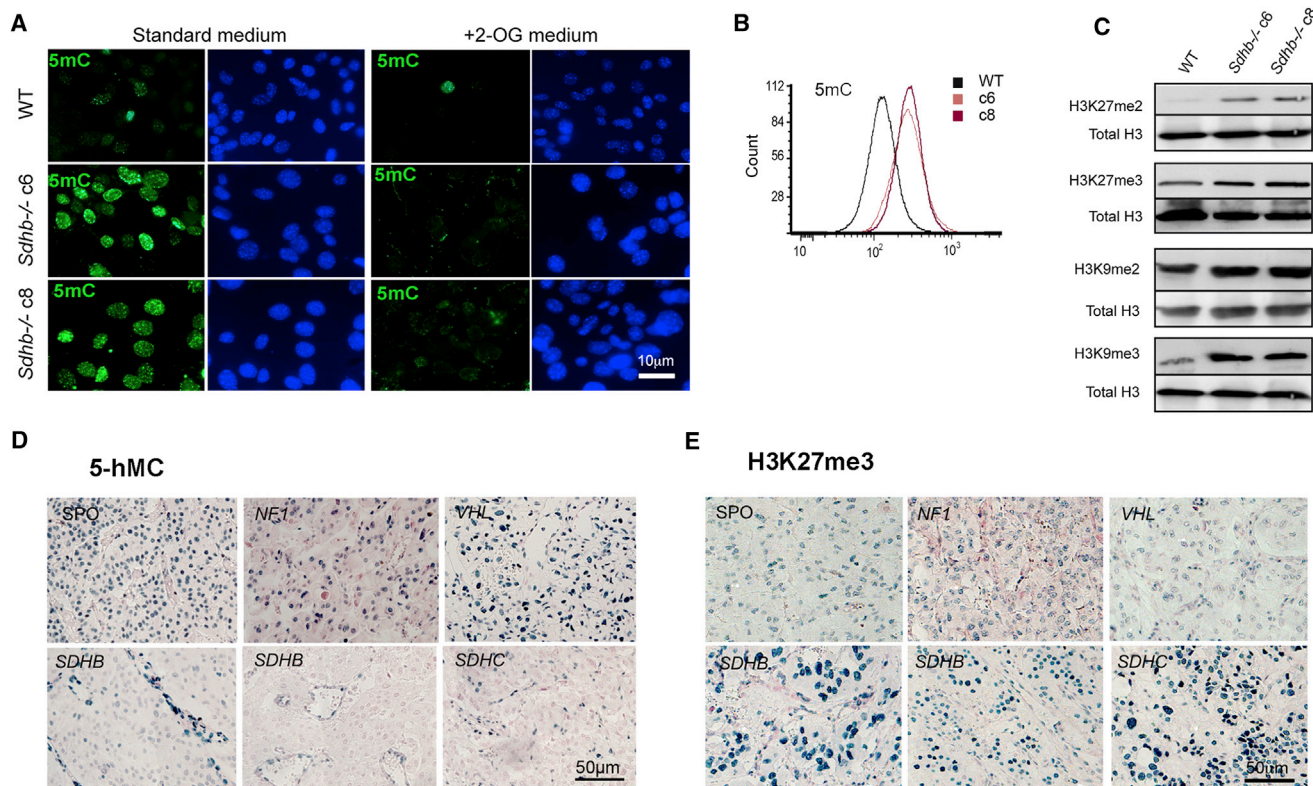 A
Standard medium
+2-OG medium
WT
5mC
5mC
Sdhb-/- c6
5mC
5mC
Sdhb-/- c8
5mC
5mC
10µm
B
5mC
WT
c6
c8
Count
112
84
56
28
10
10²
10³
C
WT
Sdhb-/- c6
Sdhb-/- c8
H3K27me2
Total H3
H3K27me3
Total H3
H3K9me2
Total H3
H3K9me3
Total H3
D
5-hMC
SPO
NF1
VHL
SDHB
SDHB
SDHC
50µm
E
H3K27me3
SPO
NF1
VHL
SDHB
SDHB
SDHC
50µm